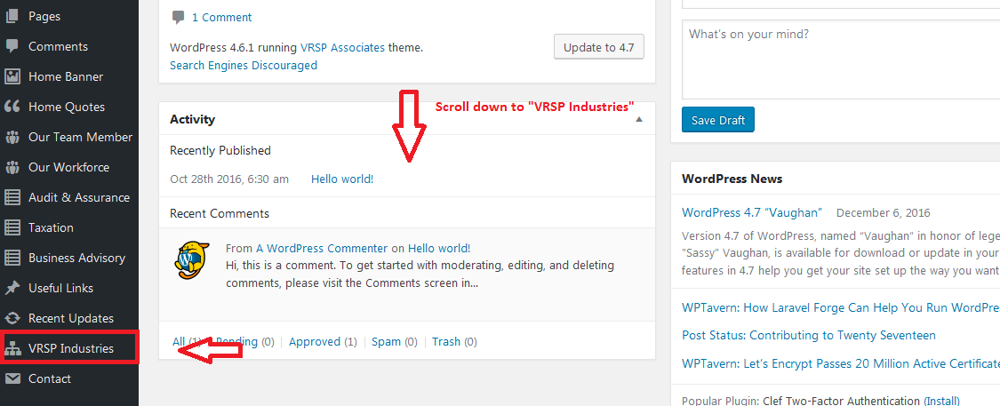 Pages
Comments
Home Banner
Home Quotes
Our Team Member
Our Workforce
Audit & Assurance
Taxation
Business Advisory
Useful Links
Recent Updates
VRSP Industries
Contact
1 Comment
WordPress 4.6.1 running VRSP Associates theme.
Update to 4.7
Search Engines Discouraged
Scroll down to "VRSP Industries"
Activity
Recently Published
Oct 28th 2016, 6:30 am Hello world!
Recent Comments
From A WordPress Commenter on Hello world!
Hi, this is a comment. To get started with moderating, editing, and deleting
comments, please visit the Comments screen in...
All (1) | Pending (0) | Approved (1) | Spam (0) | Trash (0)
What's on your mind?
Save Draft
WordPress News
WordPress 4.7 “Vaughan” December 6, 2016
Version 4.7 of WordPress, named “Vaughan” in honor of lege
"Sassy" Vaughan, is available for download or update in your
features in 4.7 help you get your site set up the way you want
WPTavern: How Laravel Forge Can Help You Run WordPre
Post Status: Contributing to Twenty Seventeen
WPTavern: Let’s Encrypt Passes 20 Million Active Certificate
Popular Plugin: Clef Two-Factor Authentication (Install)